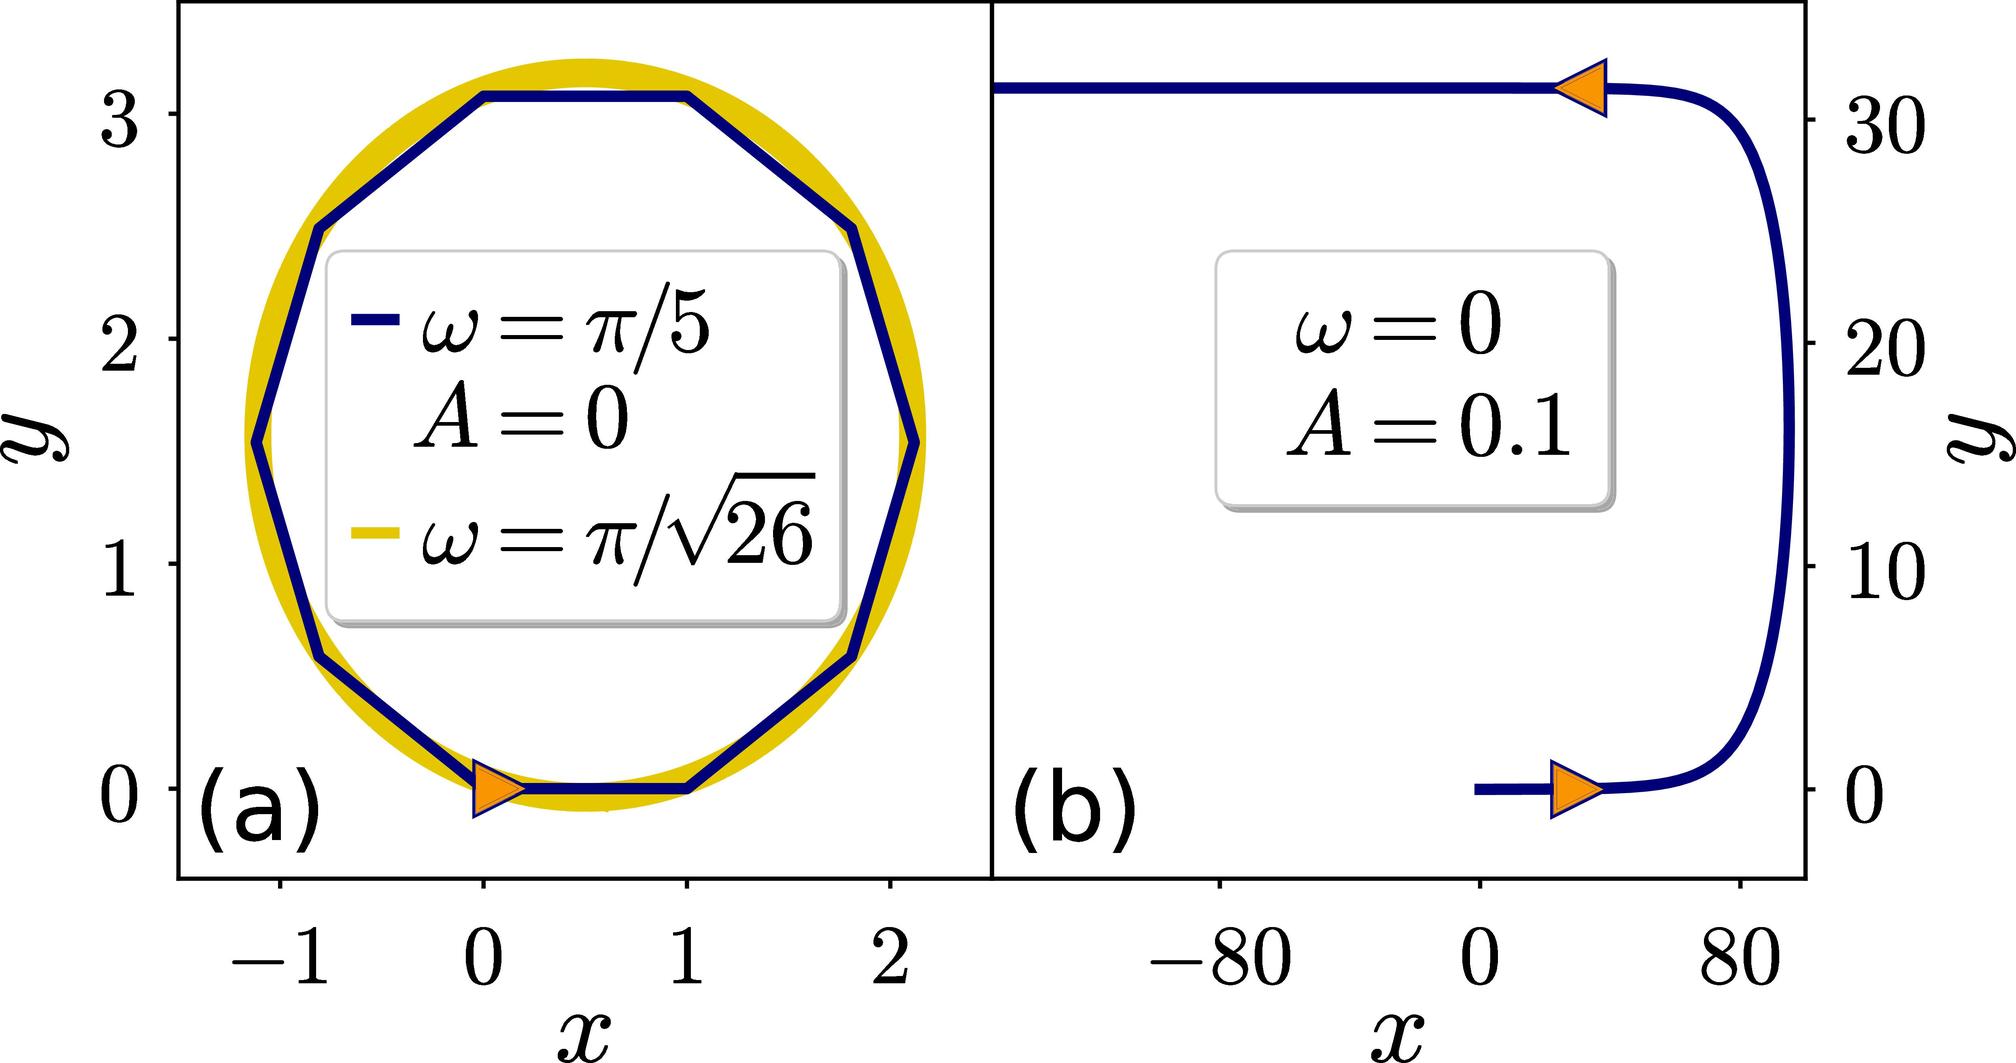 3
2
1
0
y
ω = π/5
A = 0
ω = π/√26
(a)
−1 0 1 2
x
ω = 0
A = 0.1
(b)
30
20
10
0
y
−80 0 80
x